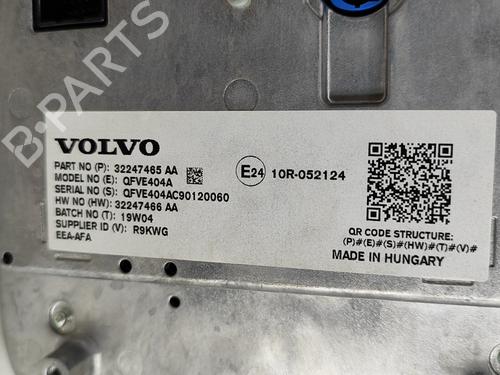 B-PARTS
VOLVO
PART NO (P): 32247465 AA
MODEL NO (E): QFVE404A
SERIAL NO (S): QFVE404AC90120060
HW NO (HW): 32247466 AA
BATCH NO (T): 19W04
SUPPLIER ID (V): R9KWG
EEA-AFA
E24 10R-052124
QR CODE STRUCTURE:
(P)#(E)#(S)#(HW)#(T)#(V)#
MADE IN HUNGARY